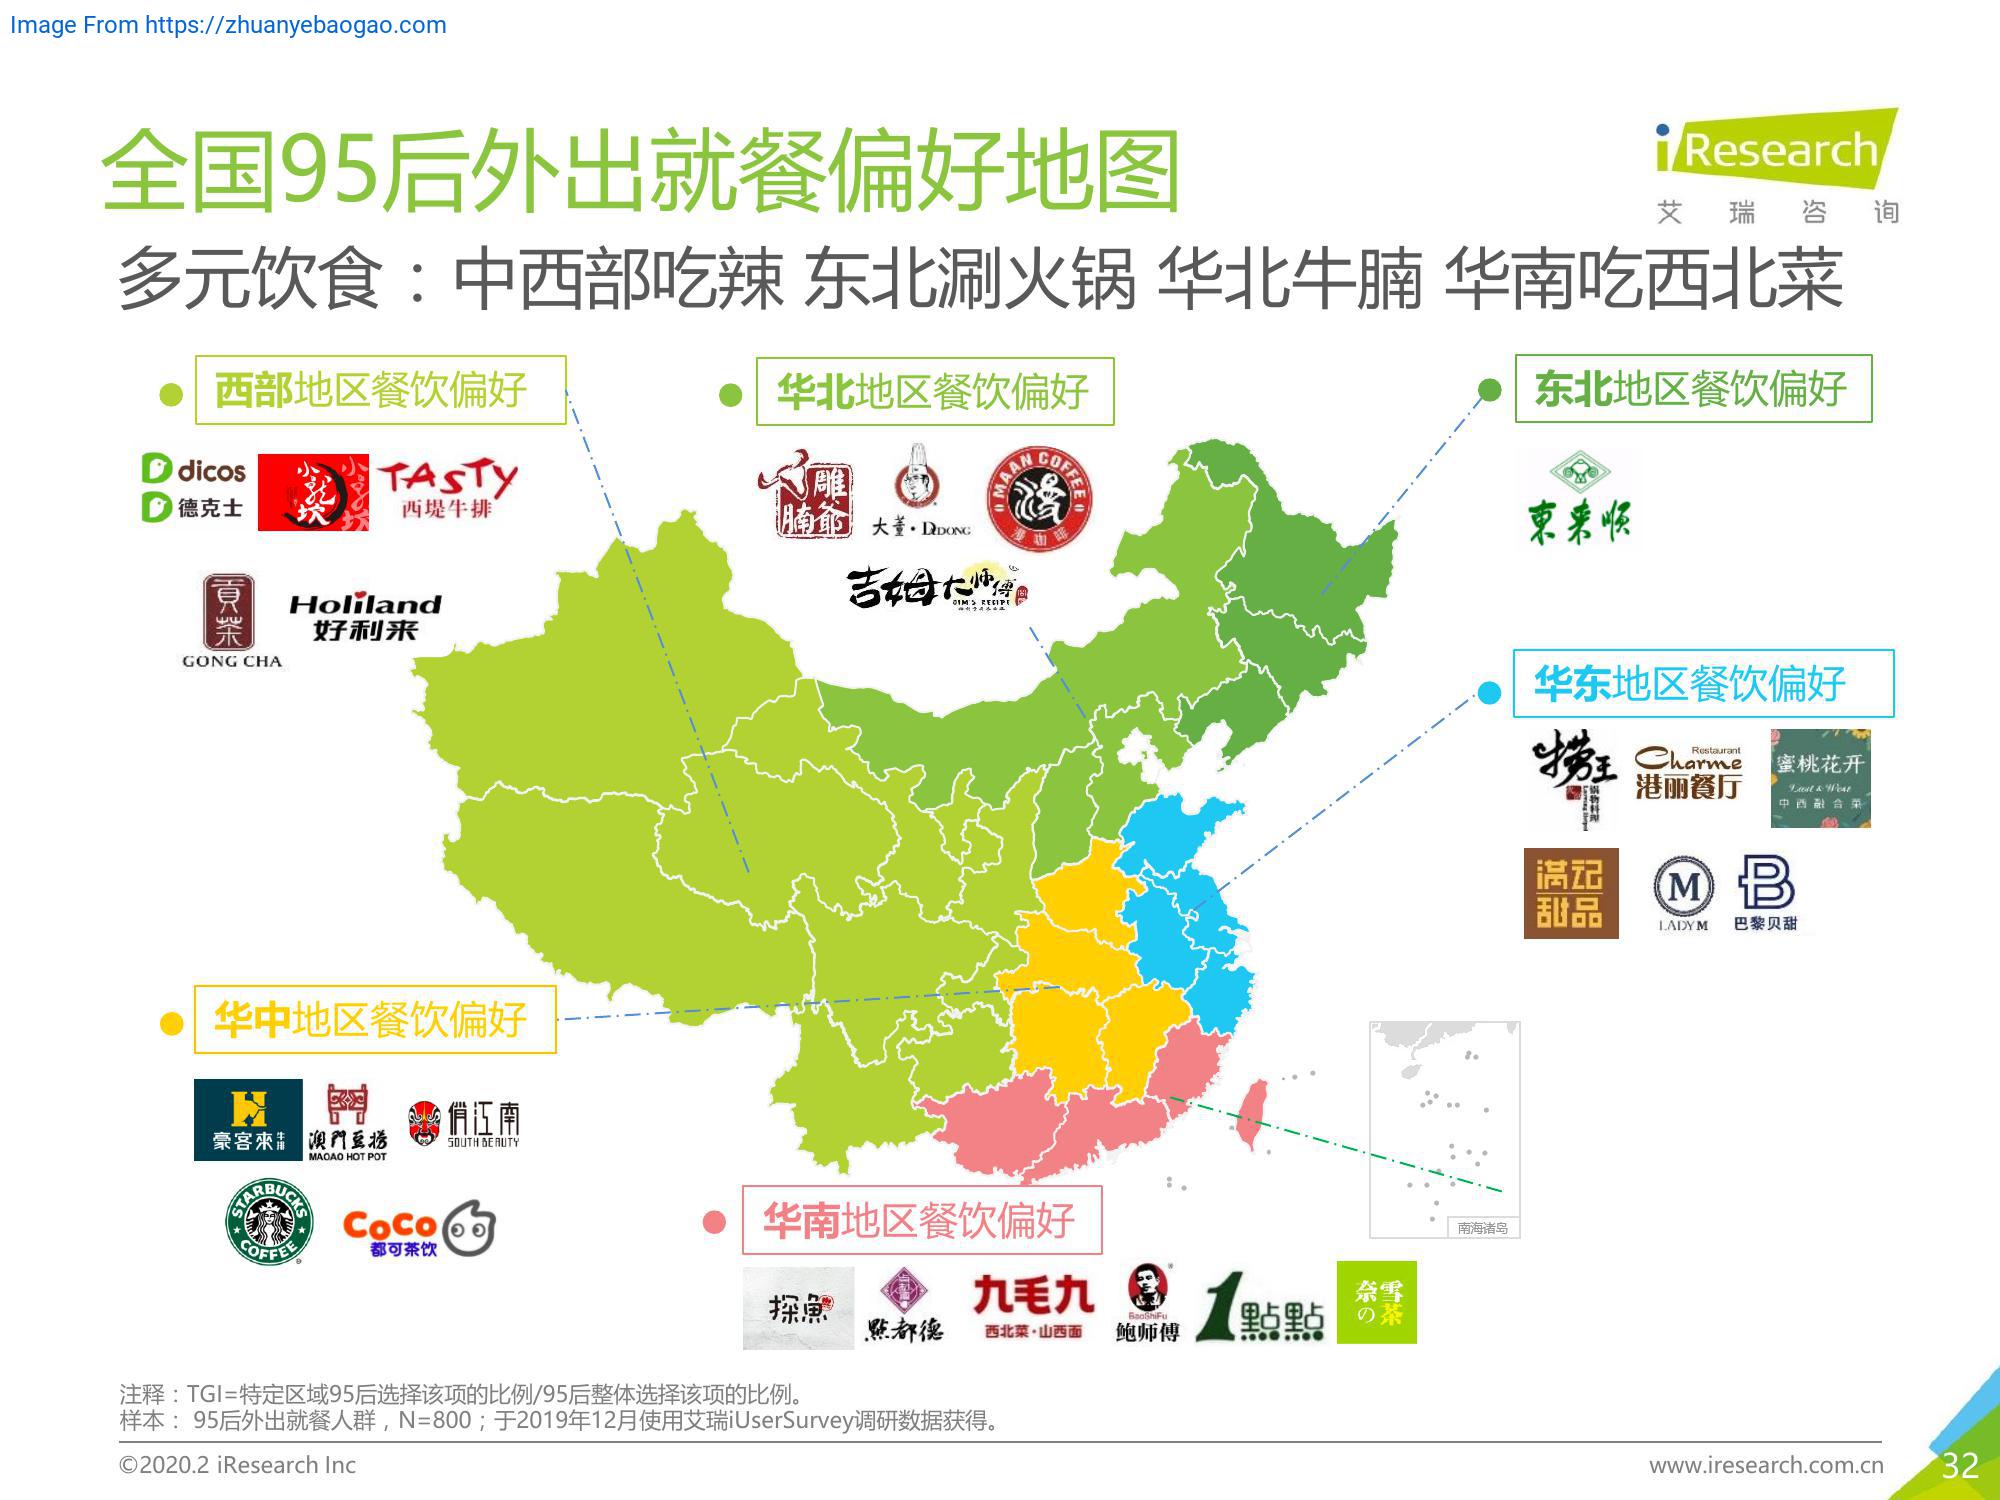 Image From https://zhuanyebaogao.com
全国95后外出就餐偏好地图
iResearch
艾瑞咨询
多元饮食：中西部吃辣 东北涮火锅 华北牛腩 华南吃西北菜
西部地区餐饮偏好
华北地区餐饮偏好
东北地区餐饮偏好
dicos
德克士
小龍坎
TASTY
西堤牛排
貢茶
GONG CHA
Holiland
好利来
雕爺
腩
大董·DADONG
MAAN COFFEE
漫咖啡
吉姆大师傅
JIM'S RECIPE
東来順
华东地区餐饮偏好
捞王
锅物料理
Restaurant
Charme
港丽餐厅
蜜桃花开
East & West
中西融合菜
满记
甜品
M
LADY M
B
巴黎贝甜
华中地区餐饮偏好
H
豪客來牛排
澳門豆撈
MAOAO HOT POT
俏江南
SOUTH BEAUTY
STARBUCKS
COFFEE
CoCo
都可茶饮
南海诸岛
华南地区餐饮偏好
探魚
點都德
九毛九
西北菜·山西面
BaoShiFu
鲍师傅
1點點
奈雪
の茶
注释：TGI=特定区域95后选择该项的比例/95后整体选择该项的比例。
样本： 95后外出就餐人群，N=800；于2019年12月使用艾瑞iUserSurvey调研数据获得。
©2020.2 iResearch Inc
www.iresearch.com.cn
32